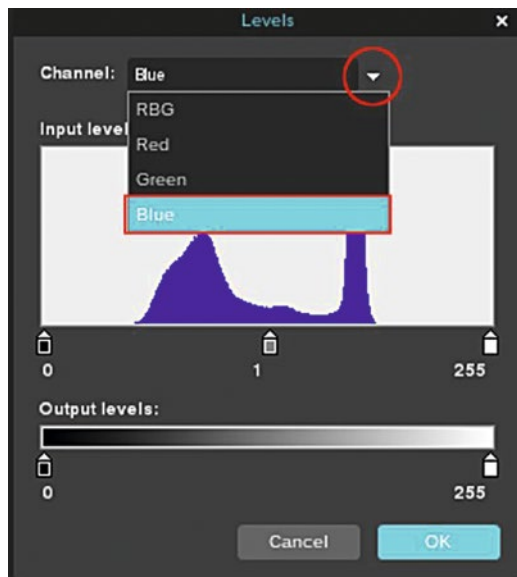 Levels ×
Channel: Blue
RBG
Input level
Red
Green
Blue
0 1 255
Output levels:
0 255
Cancel OK